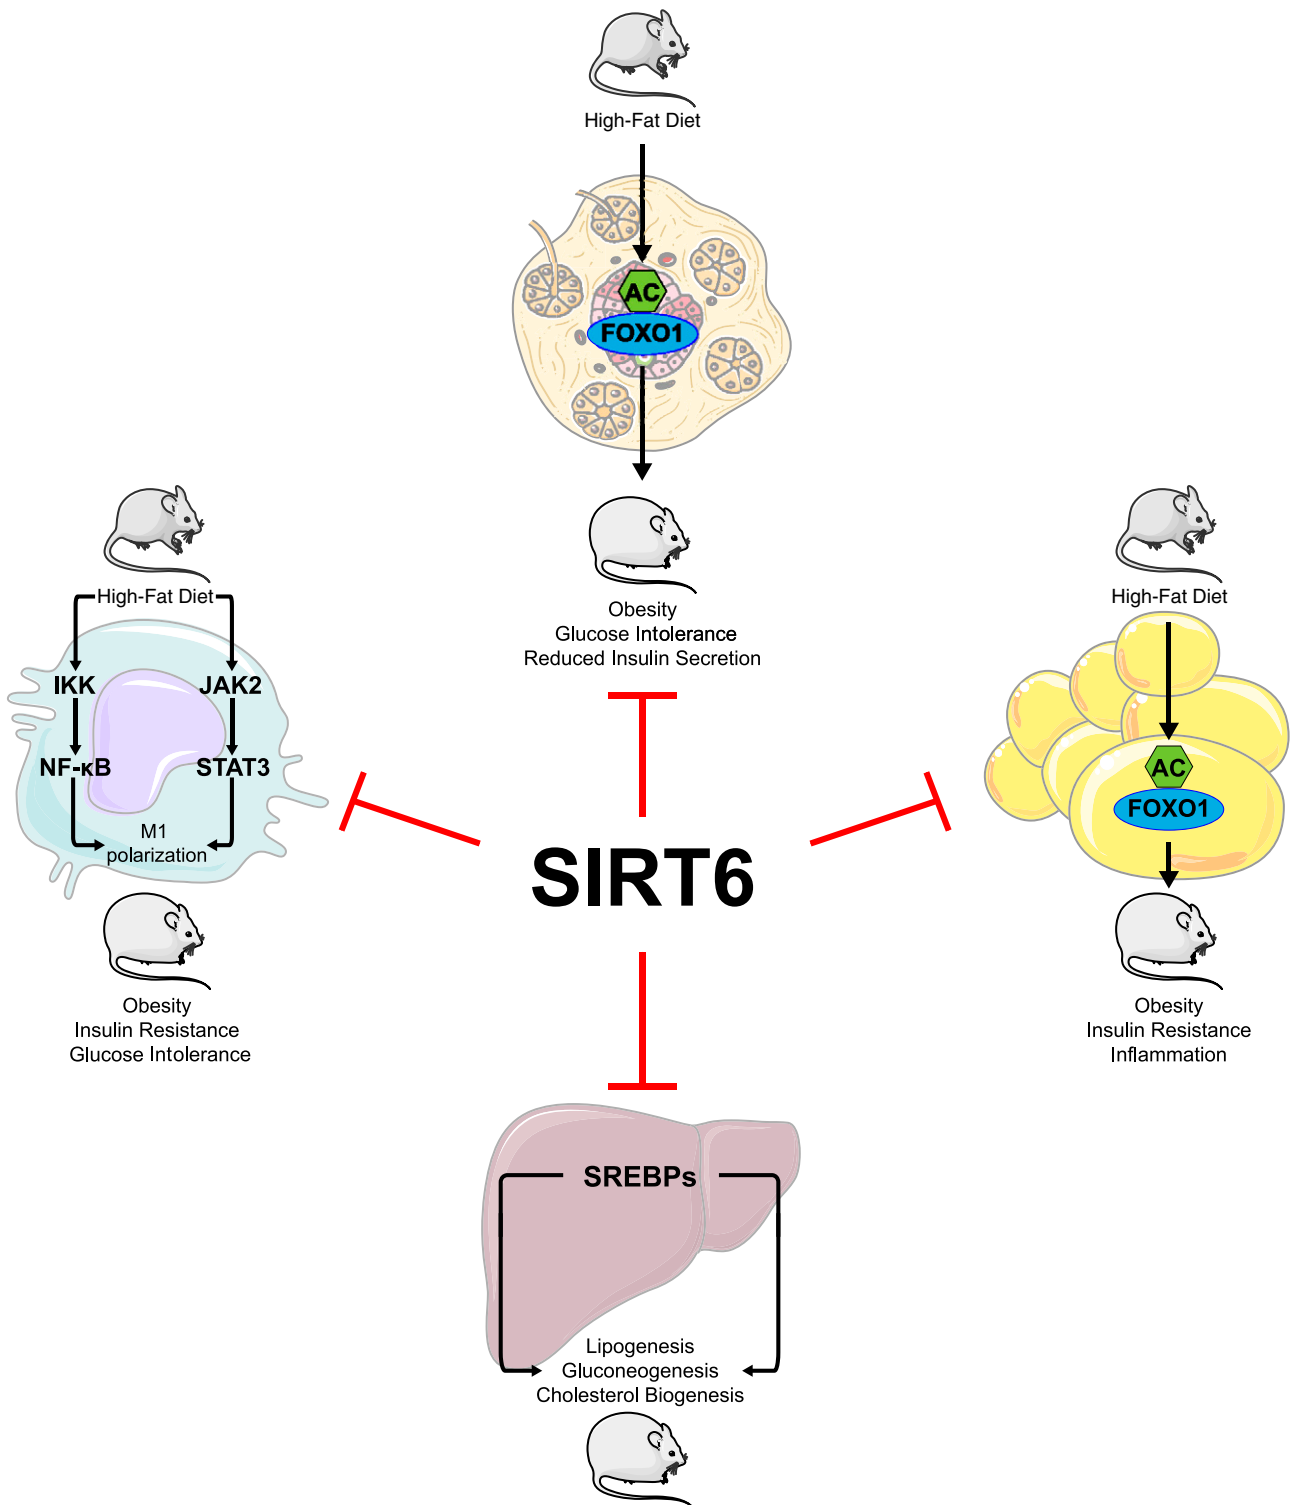 High-Fat Diet
AC
FOXO1
Obesity
Glucose Intolerance
Reduced Insulin Secretion
High-Fat Diet
IKK
JAK2
NF-κB
STAT3
M1
polarization
Obesity
Insulin Resistance
Glucose Intolerance
High-Fat Diet
AC
FOXO1
Obesity
Insulin Resistance
Inflammation
SIRT6
SREBPs
Lipogenesis
Gluconeogenesis
Cholesterol Biogenesis